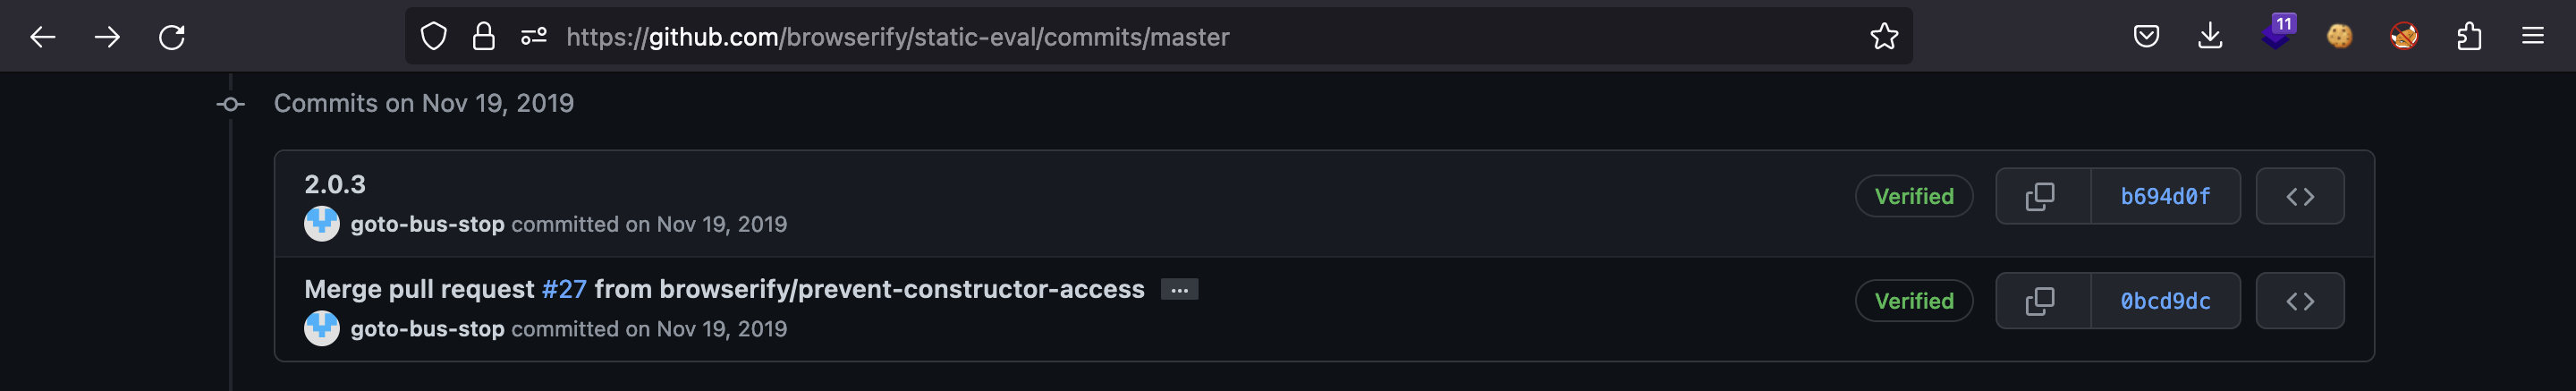 https://github.com/browserify/static-eval/commits/master
11
Commits on Nov 19, 2019
2.0.3
goto-bus-stop committed on Nov 19, 2019
Verified
b694d0f
Merge pull request #27 from browserify/prevent-constructor-access ...
goto-bus-stop committed on Nov 19, 2019
Verified
0bcd9dc